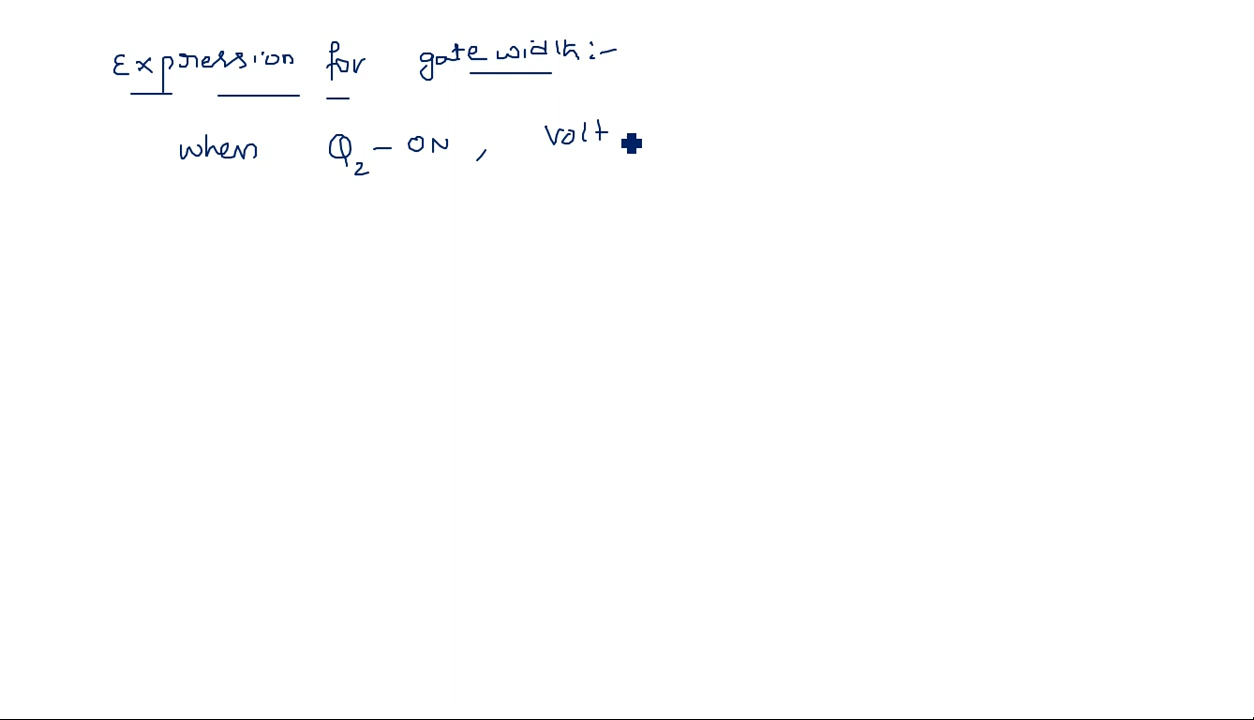 Expression for gate width:-
when Q2 - ON, Volt